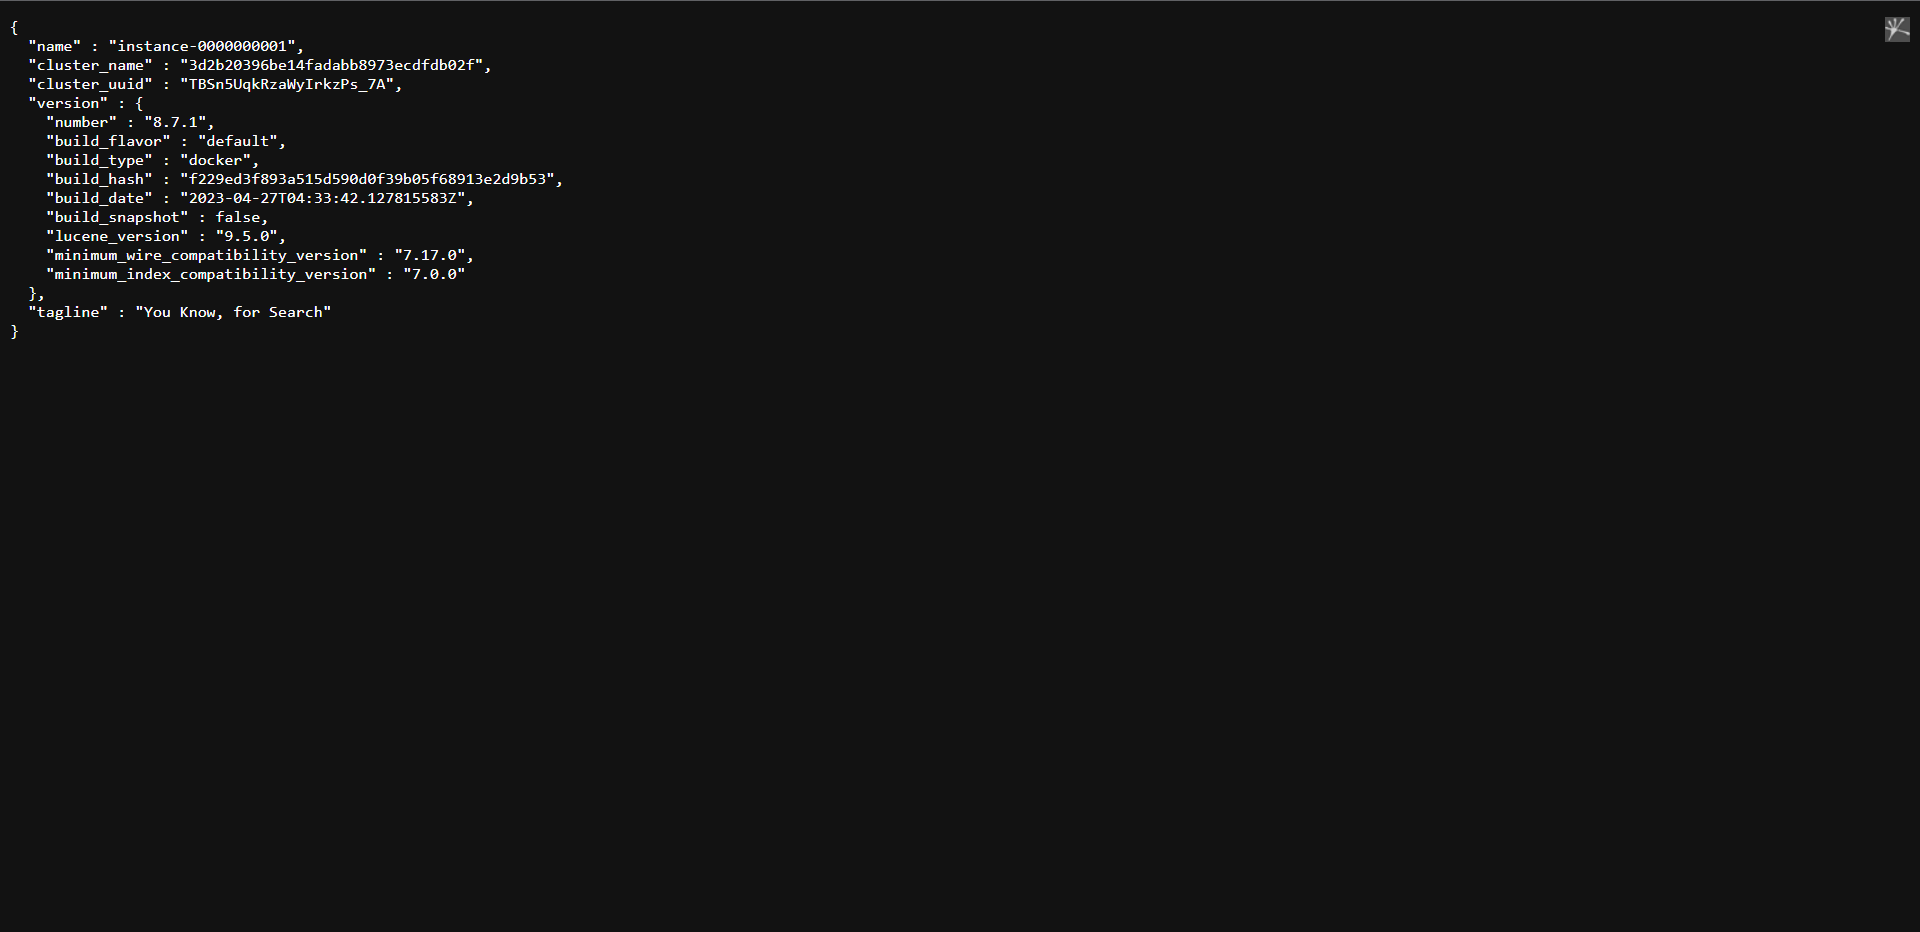 {
  "name" : "instance-0000000001",
  "cluster_name" : "3d2b20396be14fadabb8973ecdfdb02f",
  "cluster_uuid" : "TBSn5UqkRzaWyIrkzPs_7A",
  "version" : {
    "number" : "8.7.1",
    "build_flavor" : "default",
    "build_type" : "docker",
    "build_hash" : "f229ed3f893a515d590d0f39b05f68913e2d9b53",
    "build_date" : "2023-04-27T04:33:42.127815583Z",
    "build_snapshot" : false,
    "lucene_version" : "9.5.0",
    "minimum_wire_compatibility_version" : "7.17.0",
    "minimum_index_compatibility_version" : "7.0.0"
  },
  "tagline" : "You Know, for Search"
}